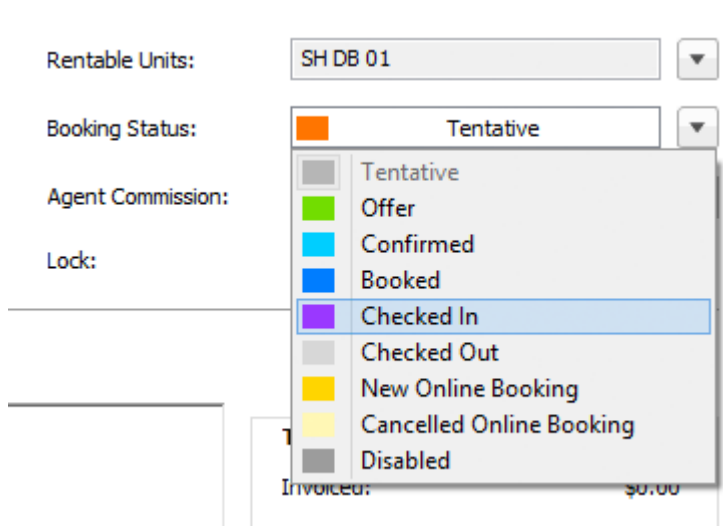 Rentable Units: SH DB 01
Booking Status: Tentative
Tentative
Agent Commission:
Offer
Confirmed
Lock:
Booked
Checked In
Checked Out
New Online Booking
Cancelled Online Booking
Disabled
Invoiced: $0.00